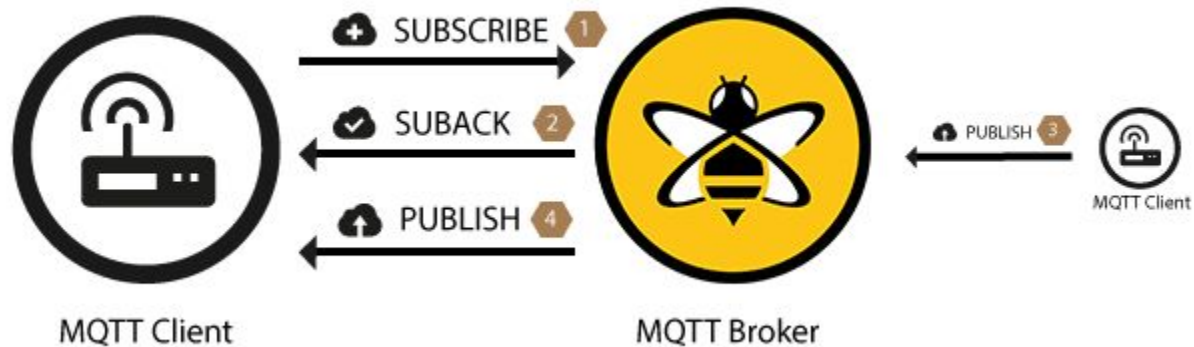 SUBSCRIBE 1
SUBACK 2
PUBLISH 3
PUBLISH 4
MQTT Client
MQTT Client
MQTT Broker